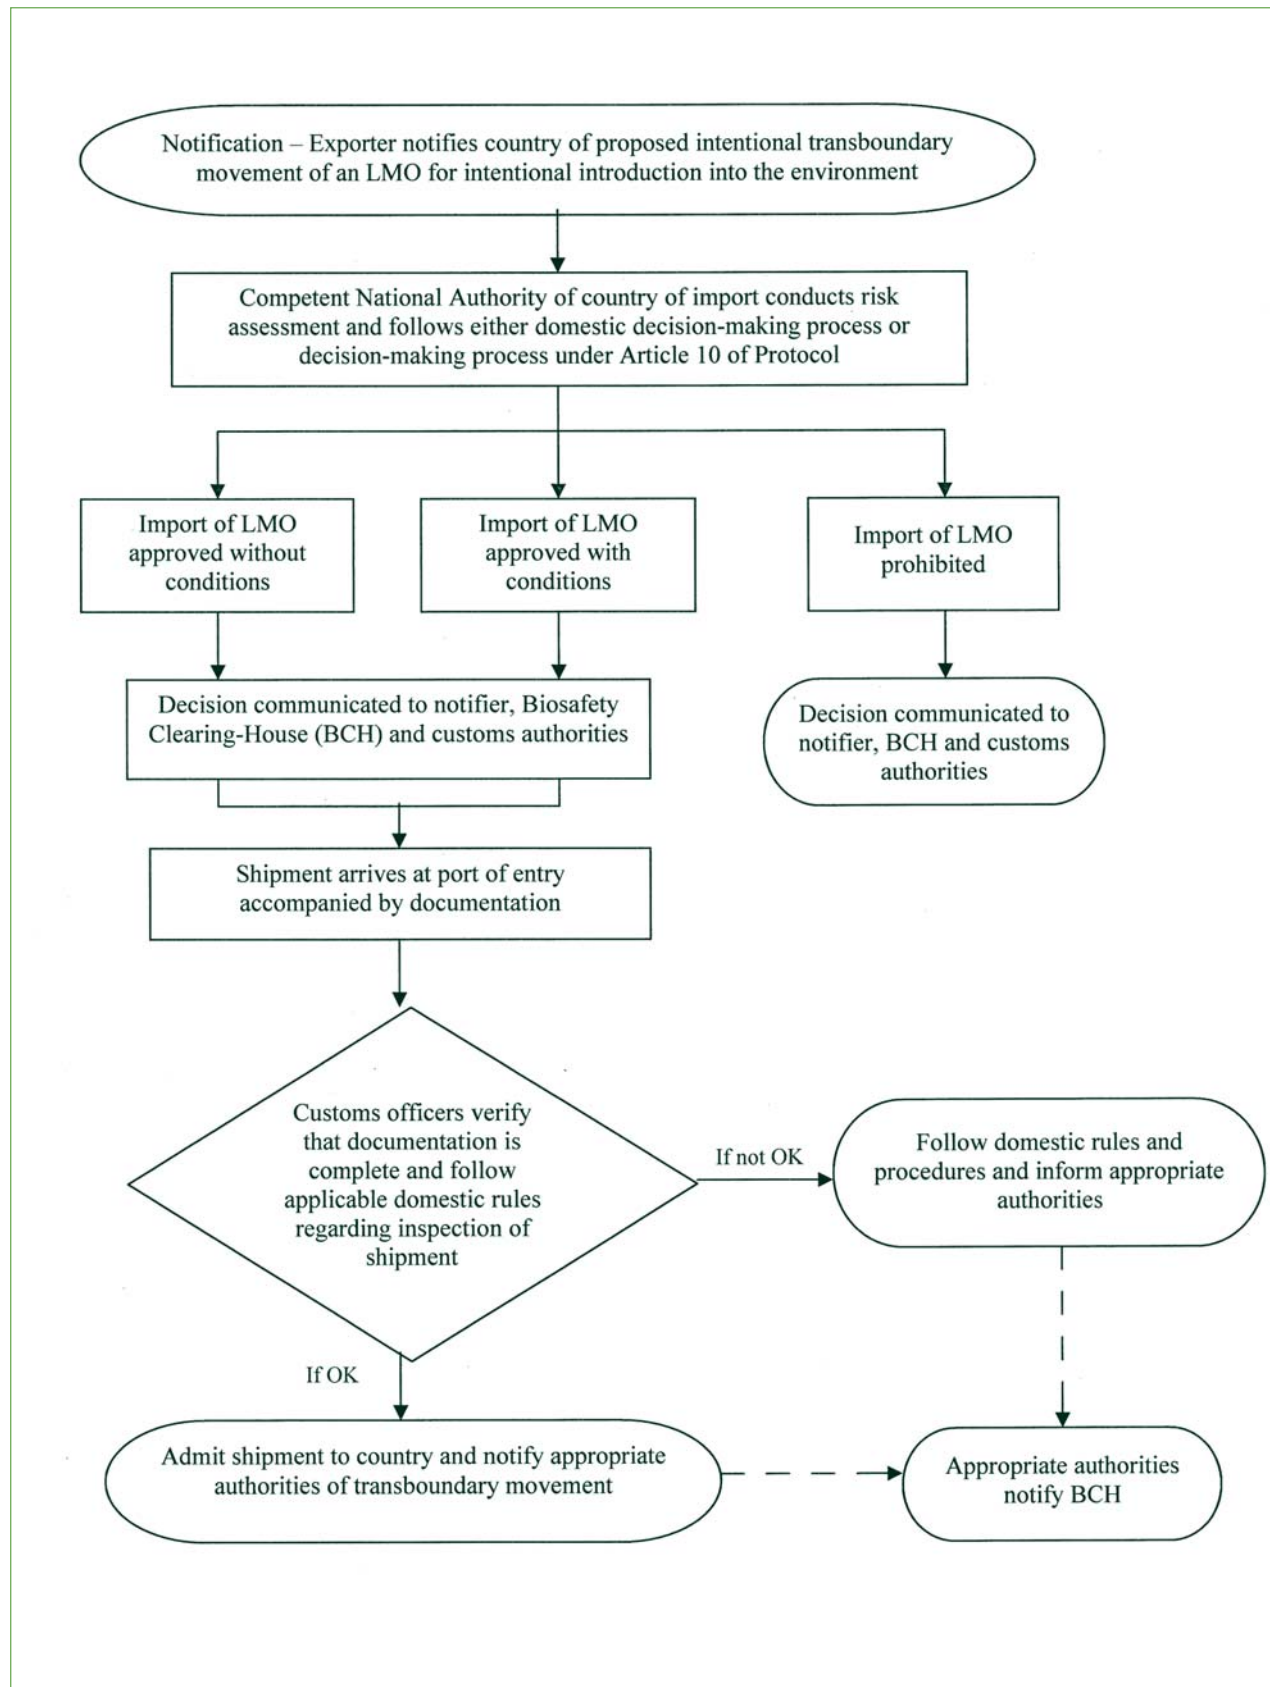 Notification – Exporter notifies country of proposed intentional transboundary
movement of an LMO for intentional introduction into the environment
Competent National Authority of country of import conducts risk
assessment and follows either domestic decision-making process or
decision-making process under Article 10 of Protocol
Import of LMO
approved without
conditions
Import of LMO
approved with
conditions
Import of LMO
prohibited
Decision communicated to notifier, Biosafety
Clearing-House (BCH) and customs authorities
Decision communicated to
notifier, BCH and customs
authorities
Shipment arrives at port of entry
accompanied by documentation
Customs officers verify
that documentation is
complete and follow
applicable domestic rules
regarding inspection of
shipment
If not OK
Follow domestic rules and
procedures and inform appropriate
authorities
If OK
Admit shipment to country and notify appropriate
authorities of transboundary movement
Appropriate authorities
notify BCH